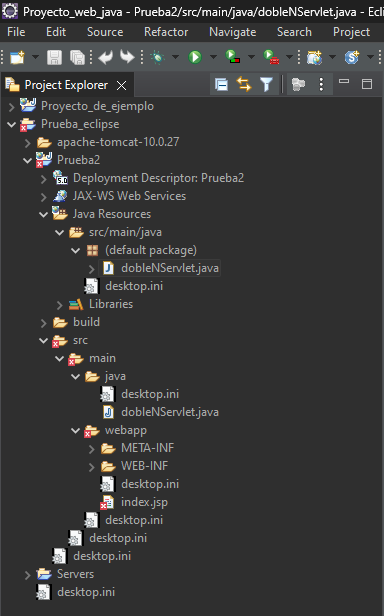 Proyecto_web_java - Prueba2/src/main/java/dobleNServlet.java - Ecli
File Edit Source Refactor Navigate Search Project
Project Explorer
Proyecto_de_ejemplo
Prueba_eclipse
apache-tomcat-10.0.27
Prueba2
5.0 Deployment Descriptor: Prueba2
JAX-WS Web Services
Java Resources
src/main/java
(default package)
dobleNServlet.java
desktop.ini
Libraries
build
src
main
java
desktop.ini
dobleNServlet.java
webapp
META-INF
WEB-INF
desktop.ini
index.jsp
desktop.ini
desktop.ini
desktop.ini
Servers
desktop.ini